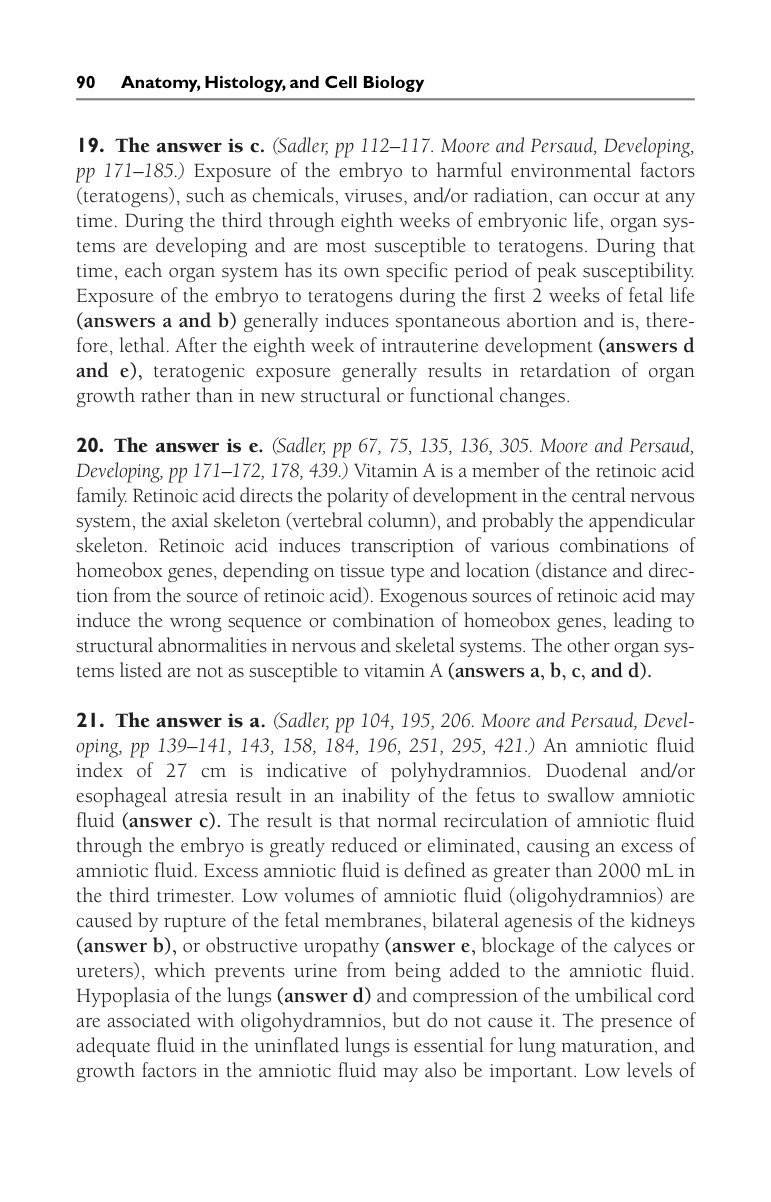 90 Anatomy, Histology, and Cell Biology
19. The answer is c. (Sadler, pp 112–117. Moore and Persaud, Developing,
pp 171–185.) Exposure of the embryo to harmful environmental factors
(teratogens), such as chemicals, viruses, and/or radiation, can occur at any
time. During the third through eighth weeks of embryonic life, organ sys-
tems are developing and are most susceptible to teratogens. During that
time, each organ system has its own specific period of peak susceptibility.
Exposure of the embryo to teratogens during the first 2 weeks of fetal life
(answers a and b) generally induces spontaneous abortion and is, there-
fore, lethal. After the eighth week of intrauterine development (answers d
and e), teratogenic exposure generally results in retardation of organ
growth rather than in new structural or functional changes.
20. The answer is e. (Sadler, pp 67, 75, 135, 136, 305. Moore and Persaud,
Developing, pp 171–172, 178, 439.) Vitamin A is a member of the retinoic acid
family. Retinoic acid directs the polarity of development in the central nervous
system, the axial skeleton (vertebral column), and probably the appendicular
skeleton. Retinoic acid induces transcription of various combinations of
homeobox genes, depending on tissue type and location (distance and direc-
tion from the source of retinoic acid). Exogenous sources of retinoic acid may
induce the wrong sequence or combination of homeobox genes, leading to
structural abnormalities in nervous and skeletal systems. The other organ sys-
tems listed are not as susceptible to vitamin A (answers a, b, c, and d).
21. The answer is a. (Sadler, pp 104, 195, 206. Moore and Persaud, Devel-
oping, pp 139–141, 143, 158, 184, 196, 251, 295, 421.) An amniotic fluid
index of 27 cm is indicative of polyhydramnios. Duodenal and/or
esophageal atresia result in an inability of the fetus to swallow amniotic
fluid (answer c). The result is that normal recirculation of amniotic fluid
through the embryo is greatly reduced or eliminated, causing an excess of
amniotic fluid. Excess amniotic fluid is defined as greater than 2000 mL in
the third trimester. Low volumes of amniotic fluid (oligohydramnios) are
caused by rupture of the fetal membranes, bilateral agenesis of the kidneys
(answer b), or obstructive uropathy (answer e, blockage of the calyces or
ureters), which prevents urine from being added to the amniotic fluid.
Hypoplasia of the lungs (answer d) and compression of the umbilical cord
are associated with oligohydramnios, but do not cause it. The presence of
adequate fluid in the uninflated lungs is essential for lung maturation, and
growth factors in the amniotic fluid may also be important. Low levels of